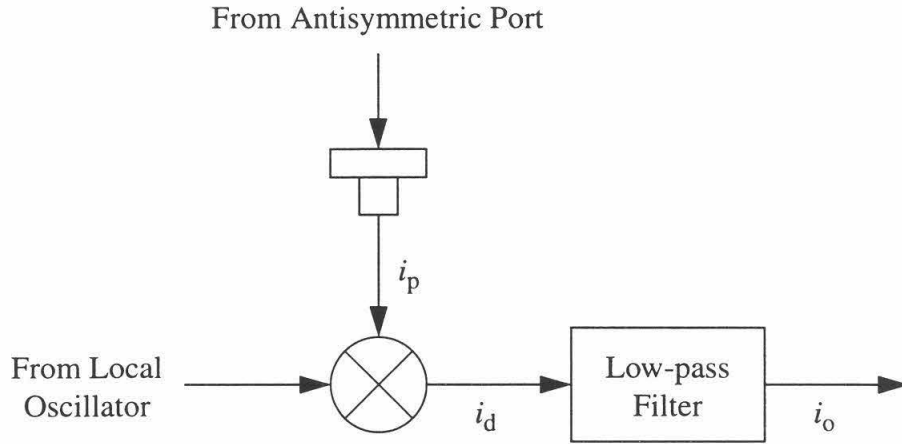 From Antisymmetric Port
i_p
From Local
Oscillator
i_d
Low-pass
Filter
i_o